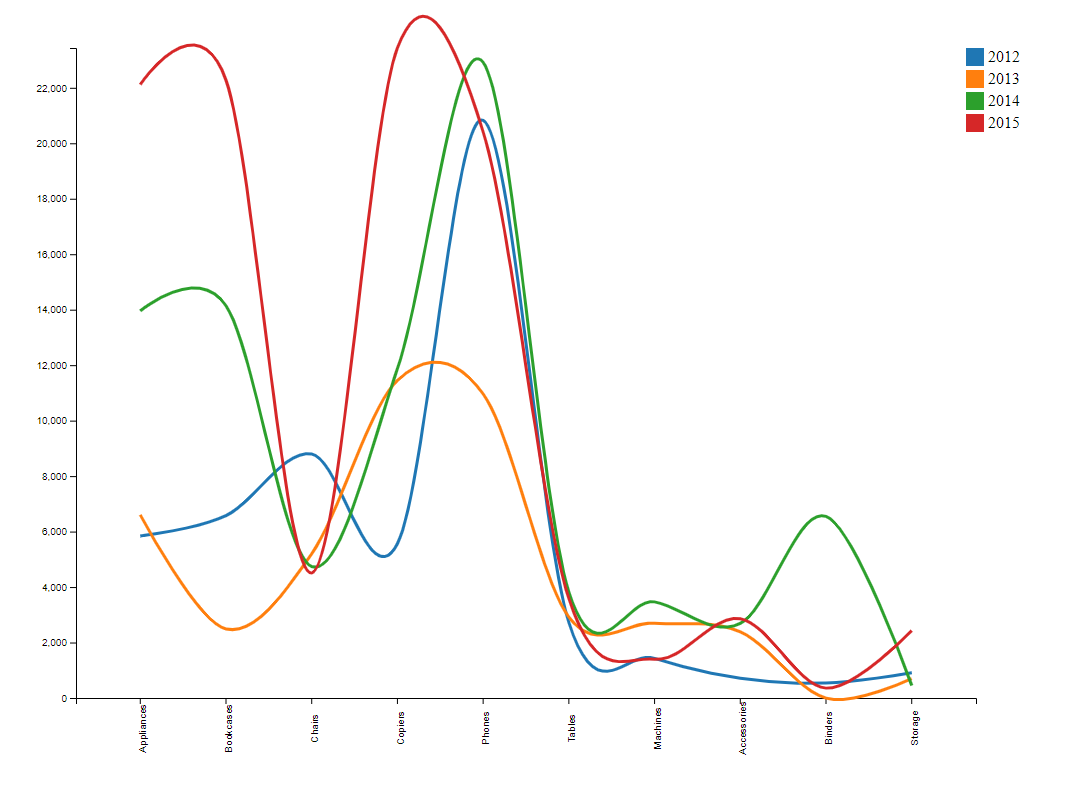 22,000
20,000
18,000
16,000
14,000
12,000
10,000
8,000
6,000
4,000
2,000
0
Appliances
Bookcases
Chairs
Copiers
Phones
Tables
Machines
Accessories
Binders
Storage
2012
2013
2014
2015